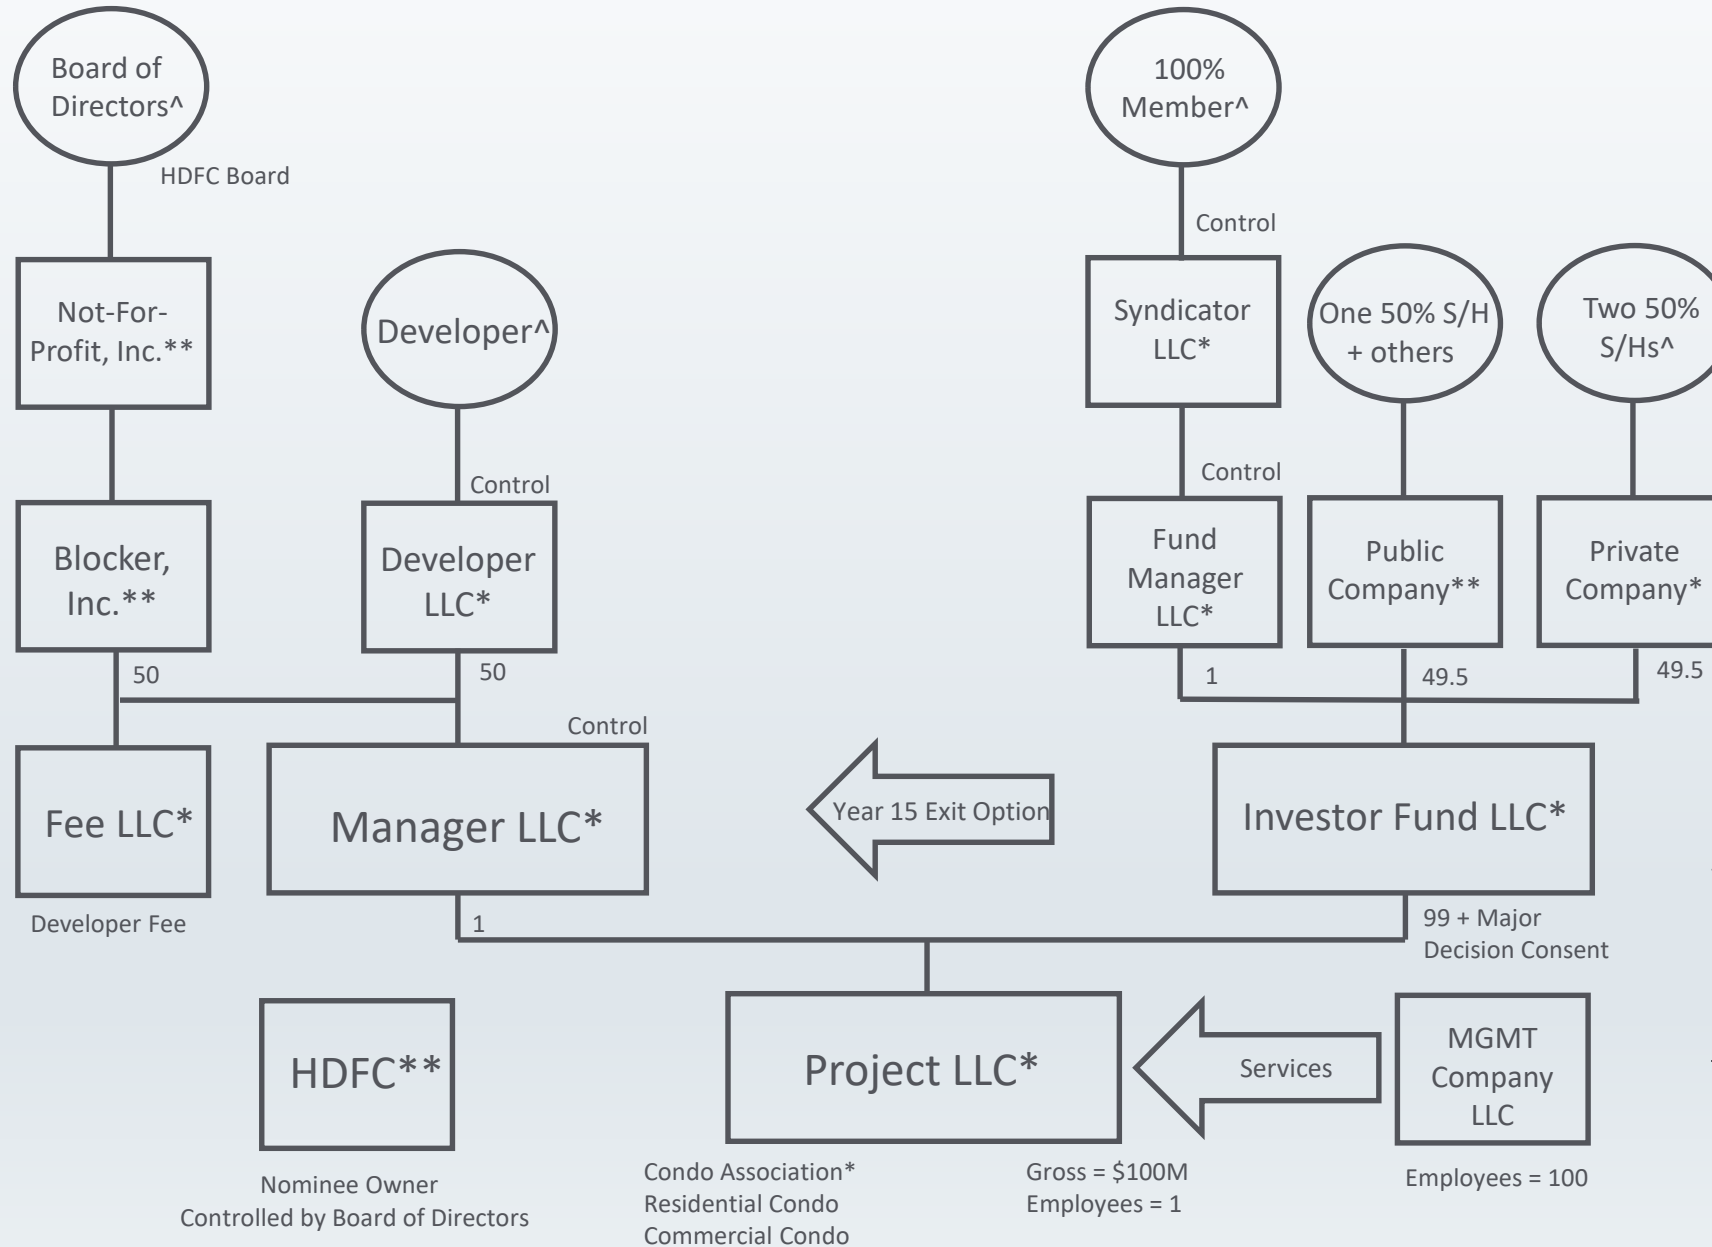 Board of
Directors^
HDFC Board
100%
Member^
Control
Not-For-
Profit, Inc.**
Developer^
Control
Syndicator
LLC*
Control
One 50% S/H
+ others
Two 50%
S/Hs^
Blocker,
Inc.**
Developer
LLC*
Fund
Manager
LLC*
Public
Company**
Private
Company*
50
50
1
49.5
49.5
Control
Fee LLC*
Developer Fee
Manager LLC*
1
Year 15 Exit Option
Investor Fund LLC*
99 + Major
Decision Consent
HDFC**
Nominee Owner
Controlled by Board of Directors
Project LLC*
Condo Association*
Residential Condo
Commercial Condo
Gross = $100M
Employees = 1
Services
MGMT
Company
LLC
Employees = 100